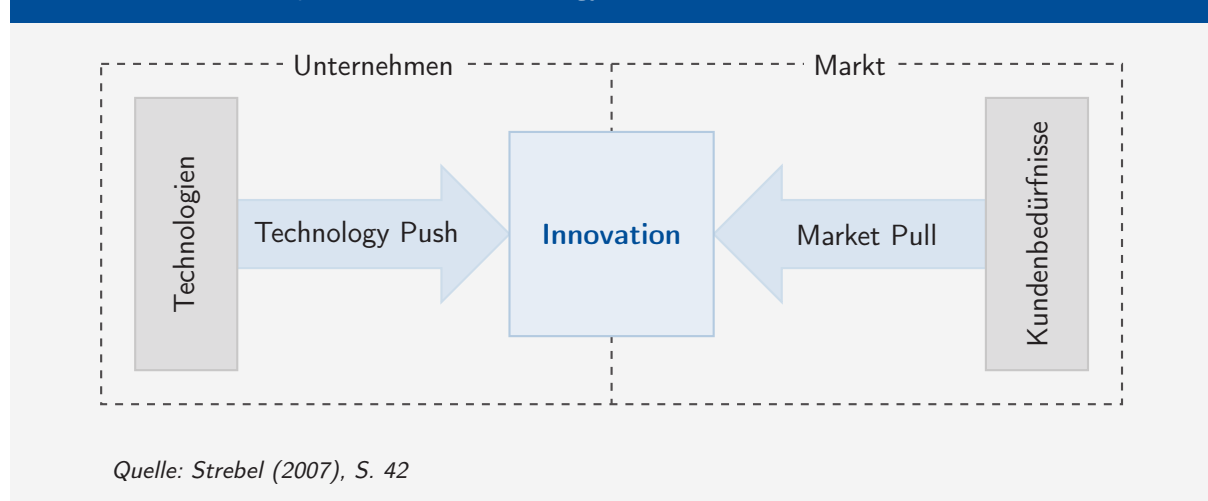 Unternehmen
Markt
Technologien
Technology Push
Innovation
Market Pull
Kundenbedürfnisse
Quelle: Strebel (2007), S. 42